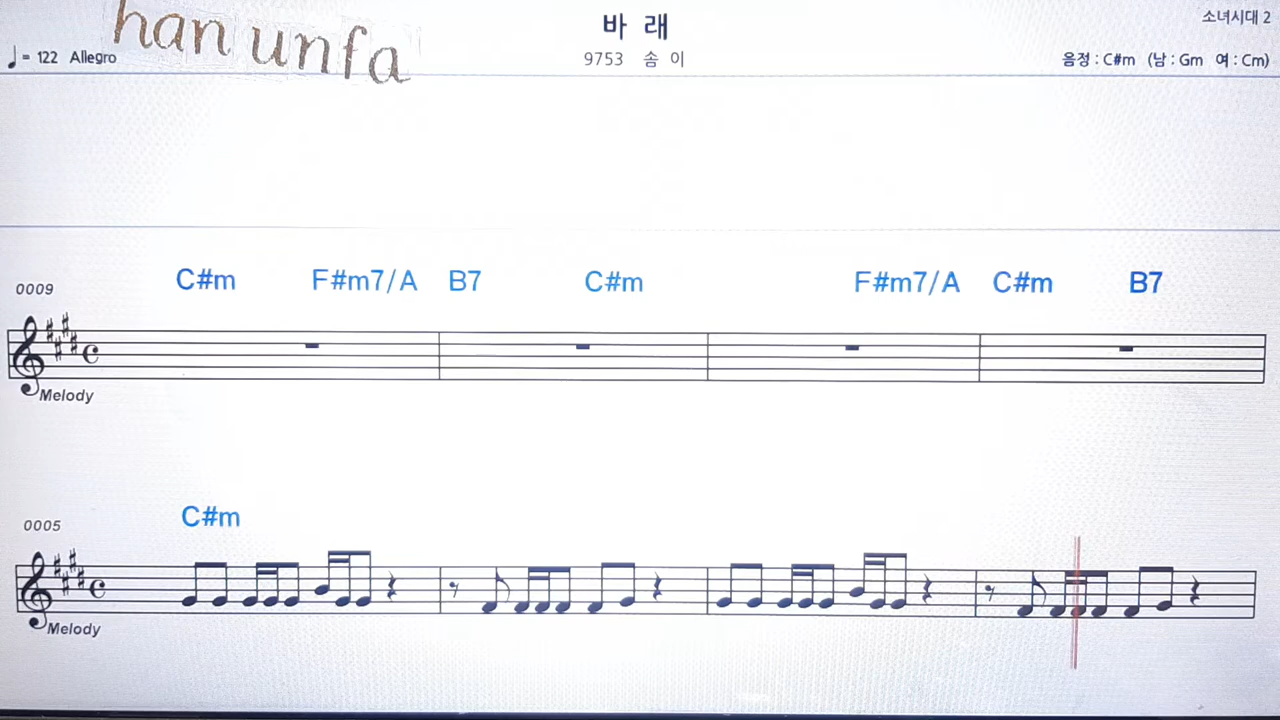 han unfa
바 래
소녀시대 2
♩= 122 Allegro
9753 솜 이
음정 : C#m (남 : Gm 여 : Cm)
C#m F#m7/A B7 C#m F#m7/A C#m B7
0009
Melody
C#m
0005
Melody